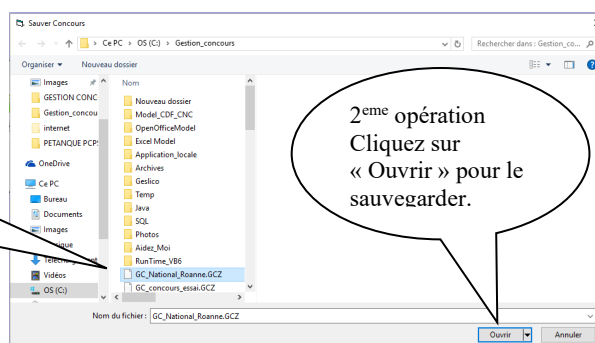 Sauver Concours
Ce PC > OS (C:) > Gestion_concours
Rechercher dans : Gestion_co...
Organiser
Nouveau dossier
Images
GESTION CONC
Gestion_concou
internet
PETANQUE PCPS
OneDrive
Ce PC
Bureau
Documents
Images
OS (C:)
Vidéos
Nom
Nouveau dossier
Model_CDF_CNC
OpenOfficeModel
Excel Model
Application_locale
Archives
Geslico
Temp
Java
SQL
Photos
Aidez_Moi
RunTime_VB6
GC_National_Roanne.GCZ
GC_concours_essai.GCZ
2eme opération
Cliquez sur
« Ouvrir » pour le
sauvegarder.
Nom du fichier : GC_National_Roanne.GCZ
Ouvrir
Annuler